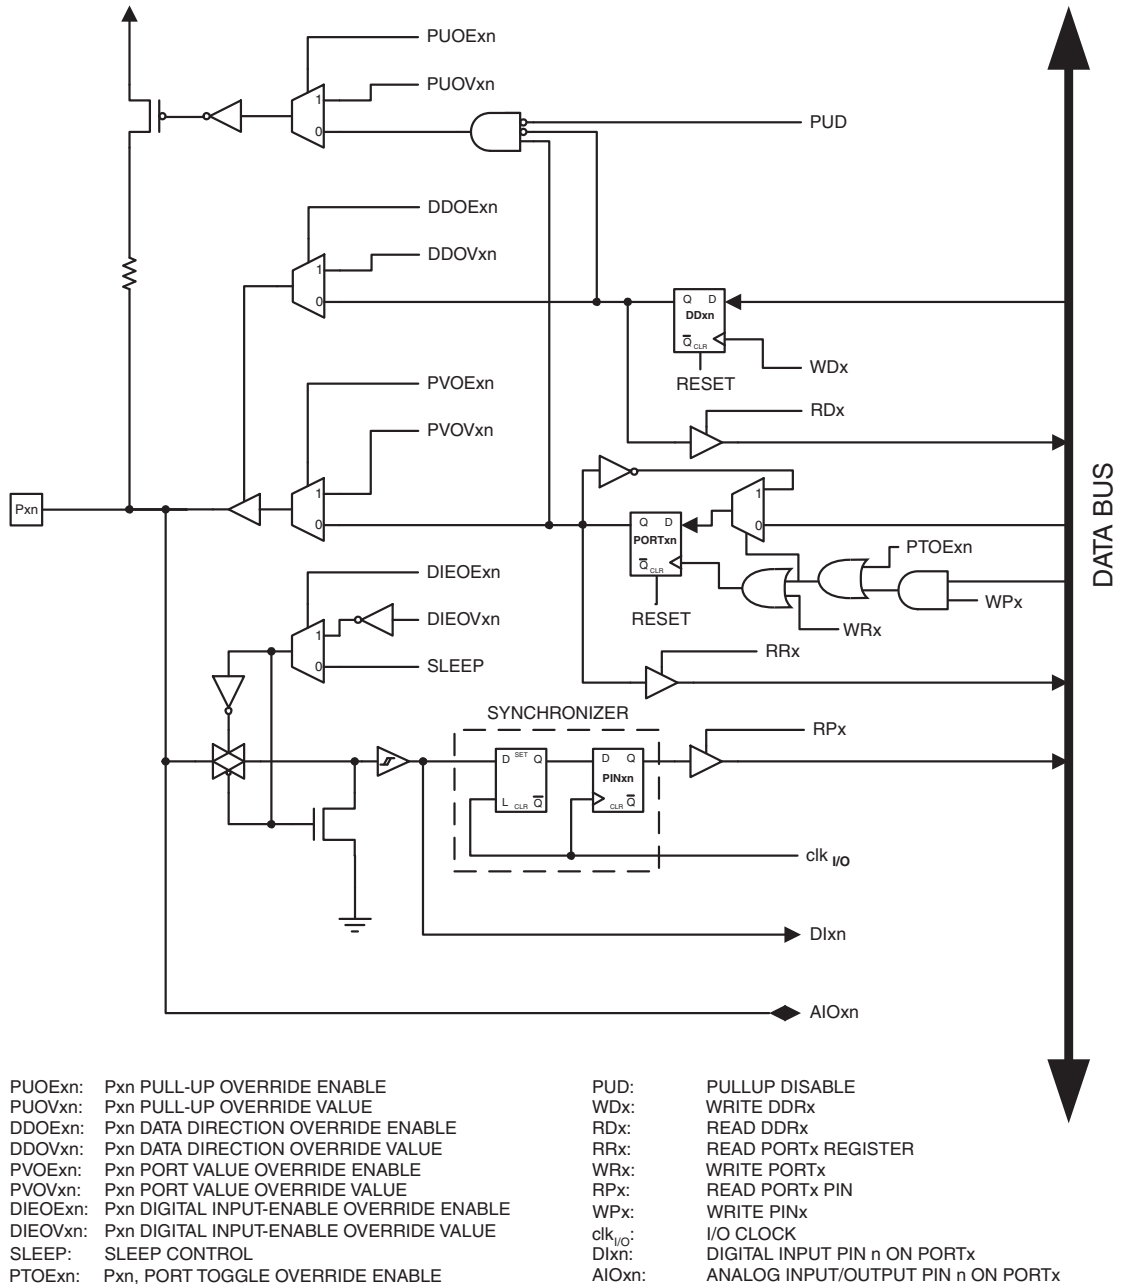 PUOExn
PUOVxn
1
0
PUD
DDOExn
DDOVxn
1
0
Q D
DDxn
Q CLR
RESET
WDx
RDx
PVOExn
PVOVxn
1
0
Pxn
1
0
Q D
PORTxn
Q CLR
RESET
PTOExn
WPx
WRx
RRx
DATA BUS
DIEOExn
DIEOVxn
1
0
SLEEP
SYNCHRONIZER
D SET Q
L CLR Q
D Q
PINxn
CLR Q
RPx
clk I/O
DIxn
AIOxn
PUOExn: Pxn PULL-UP OVERRIDE ENABLE
PUOVxn: Pxn PULL-UP OVERRIDE VALUE
DDOExn: Pxn DATA DIRECTION OVERRIDE ENABLE
DDOVxn: Pxn DATA DIRECTION OVERRIDE VALUE
PVOExn: Pxn PORT VALUE OVERRIDE ENABLE
PVOVxn: Pxn PORT VALUE OVERRIDE VALUE
DIEOExn: Pxn DIGITAL INPUT-ENABLE OVERRIDE ENABLE
DIEOVxn: Pxn DIGITAL INPUT-ENABLE OVERRIDE VALUE
SLEEP: SLEEP CONTROL
PTOExn: Pxn, PORT TOGGLE OVERRIDE ENABLE
PUD: PULLUP DISABLE
WDx: WRITE DDRx
RDx: READ DDRx
RRx: READ PORTx REGISTER
WRx: WRITE PORTx
RPx: READ PORTx PIN
WPx: WRITE PINx
clkI/O: I/O CLOCK
DIxn: DIGITAL INPUT PIN n ON PORTx
AIOxn: ANALOG INPUT/OUTPUT PIN n ON PORTx